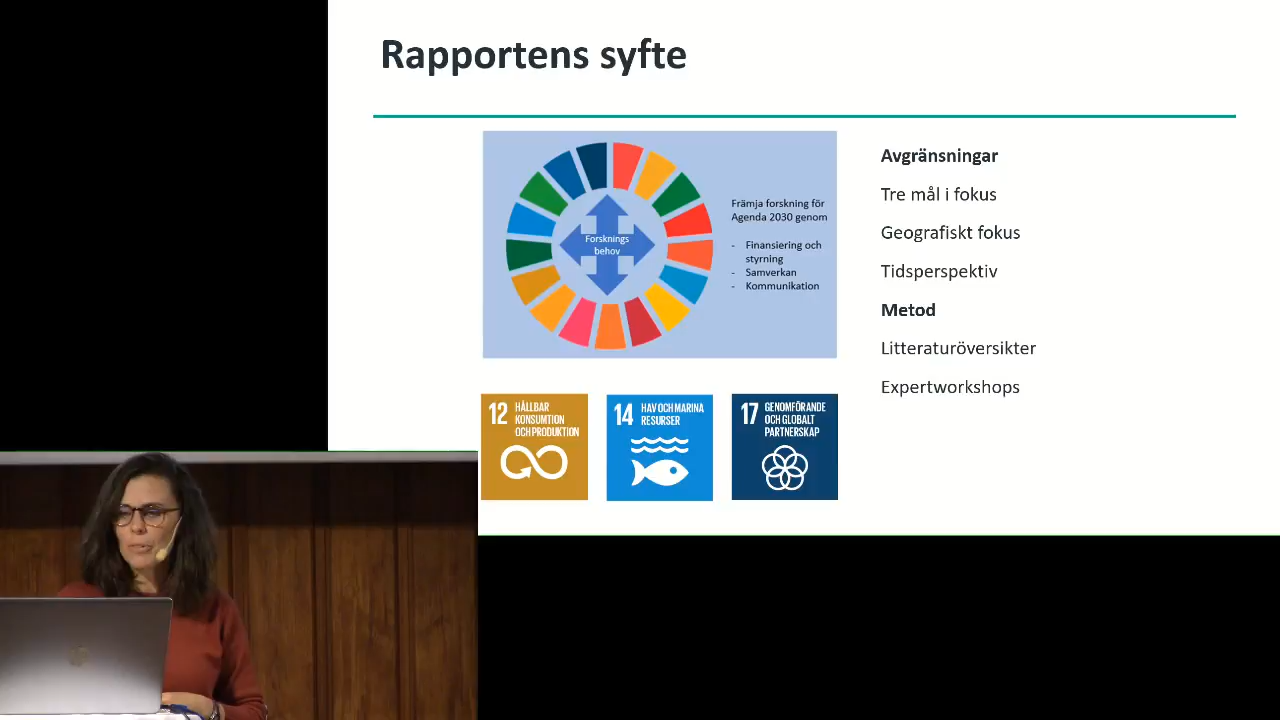 Rapportens syfte
Forsknings
behov
Främja forskning för
Agenda 2030 genom
- Finansiering och
styrning
- Samverkan
- Kommunikation
12 HÅLLBAR
KONSUMTION
OCH PRODUKTION
14 HAV OCH MARINA
RESURSER
17 GENOMFÖRANDE
OCH GLOBALT
PARTNERSKAP
Avgränsningar
Tre mål i fokus
Geografiskt fokus
Tidsperspektiv
Metod
Litteraturöversikter
Expertworkshops